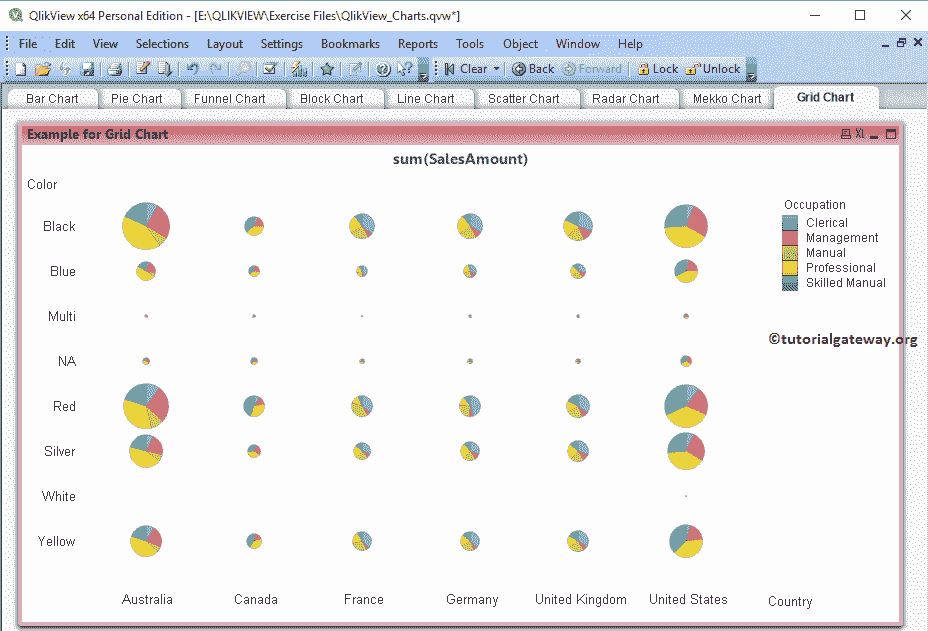 QlikView x64 Personal Edition - [E:\QLIKVIEW\Exercise Files\QlikView_Charts.qvw*]
File Edit View Selections Layout Settings Bookmarks Reports Tools Object Window Help
Clear Back Forward Lock Unlock
Bar Chart Pie Chart Funnel Chart Block Chart Line Chart Scatter Chart Radar Chart Mekko Chart Grid Chart
Example for Grid Chart XL
sum(SalesAmount)
Color
Black
Blue
Multi
NA
Red
Silver
White
Yellow
Australia Canada France Germany United Kingdom United States Country
Occupation
Clerical
Management
Manual
Professional
Skilled Manual
©tutorialgateway.org